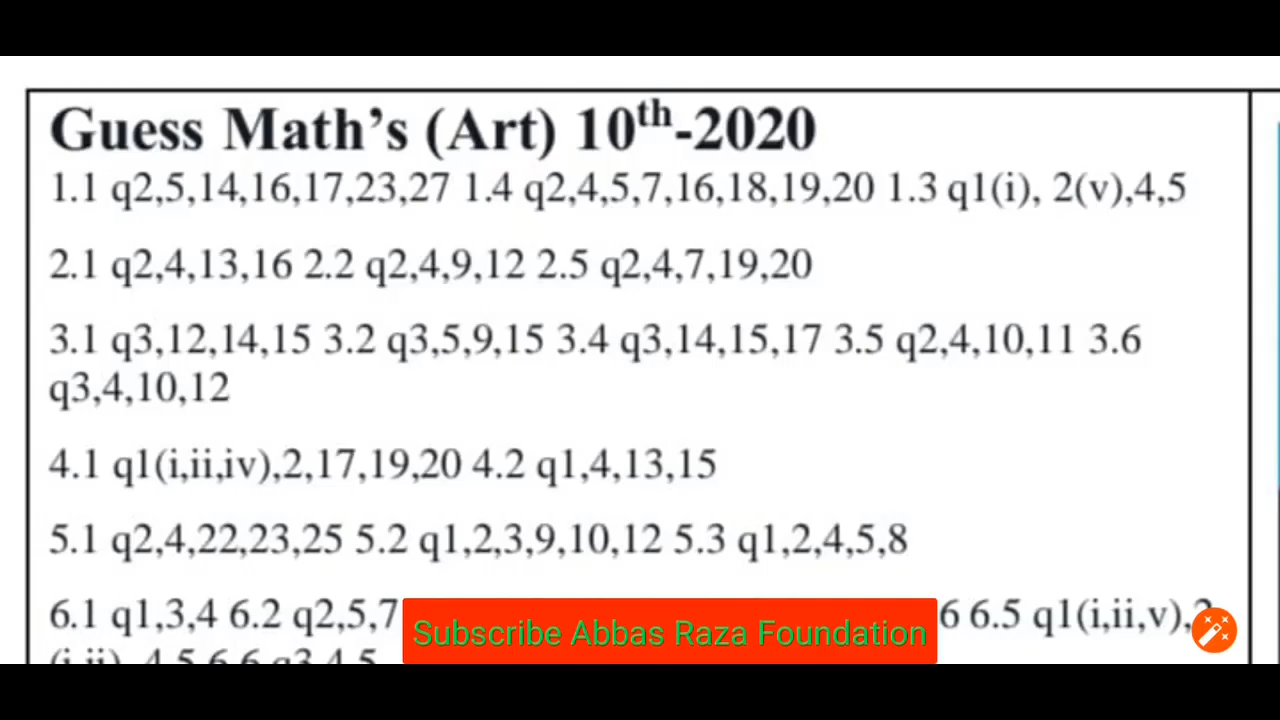 Guess Math's (Art) 10th-2020
1.1 q2,5,14,16,17,23,27 1.4 q2,4,5,7,16,18,19,20 1.3 q1(i), 2(v),4,5
2.1 q2,4,13,16 2.2 q2,4,9,12 2.5 q2,4,7,19,20
3.1 q3,12,14,15 3.2 q3,5,9,15 3.4 q3,14,15,17 3.5 q2,4,10,11 3.6
q3,4,10,12
4.1 q1(i,ii,iv),2,17,19,20 4.2 q1,4,13,15
5.1 q2,4,22,23,25 5.2 q1,2,3,9,10,12 5.3 q1,2,4,5,8
6.1 q1,3,4 6.2 q2,5,7 6 6.5 q1(i,ii,v),
Subscribe Abbas Raza Foundation